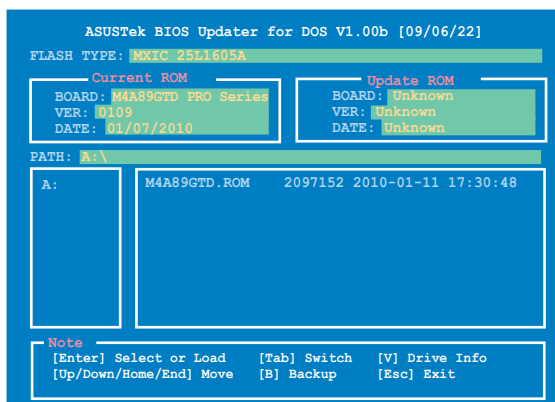 ASUSTek BIOS Updater for DOS V1.00b [09/06/22]
FLASH TYPE: MXIC 25L1605A
Current ROM
BOARD: M4A89GTD PRO Series
VER: 0109
DATE: 01/07/2010
Update ROM
BOARD: Unknown
VER: Unknown
DATE: Unknown
PATH: A:\
A:
M4A89GTD.ROM 2097152 2010-01-11 17:30:48
Note
[Enter] Select or Load [Tab] Switch [V] Drive Info
[Up/Down/Home/End] Move [B] Backup [Esc] Exit